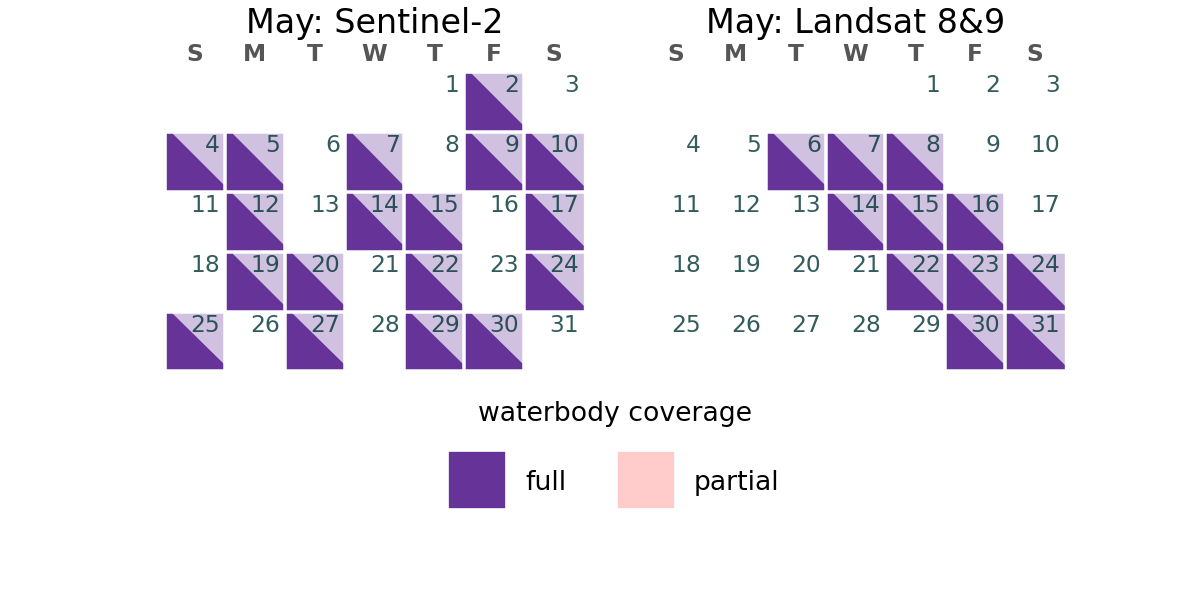 May: Sentinel-2
S M T W T F S
1 2 3
4 5 6 7 8 9 10
11 12 13 14 15 16 17
18 19 20 21 22 23 24
25 26 27 28 29 30 31
May: Landsat 8&9
S M T W T F S
1 2 3
4 5 6 7 8 9 10
11 12 13 14 15 16 17
18 19 20 21 22 23 24
25 26 27 28 29 30 31
waterbody coverage
full
partial